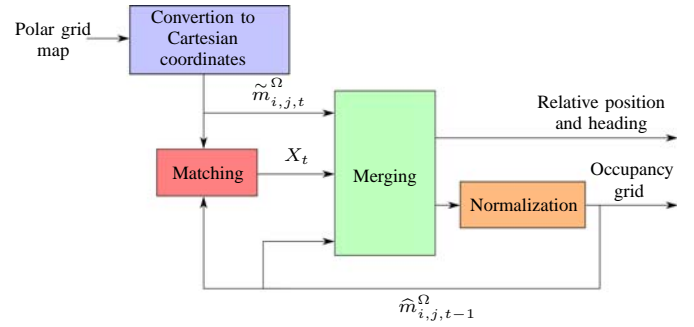 Polar grid
map
Convertion to
Cartesian
coordinates
m̃^Ω_{i,j,t}
Relative position
and heading
Matching
X_t
Merging
Normalization
Occupancy
grid
m̂^Ω_{i,j,t−1}